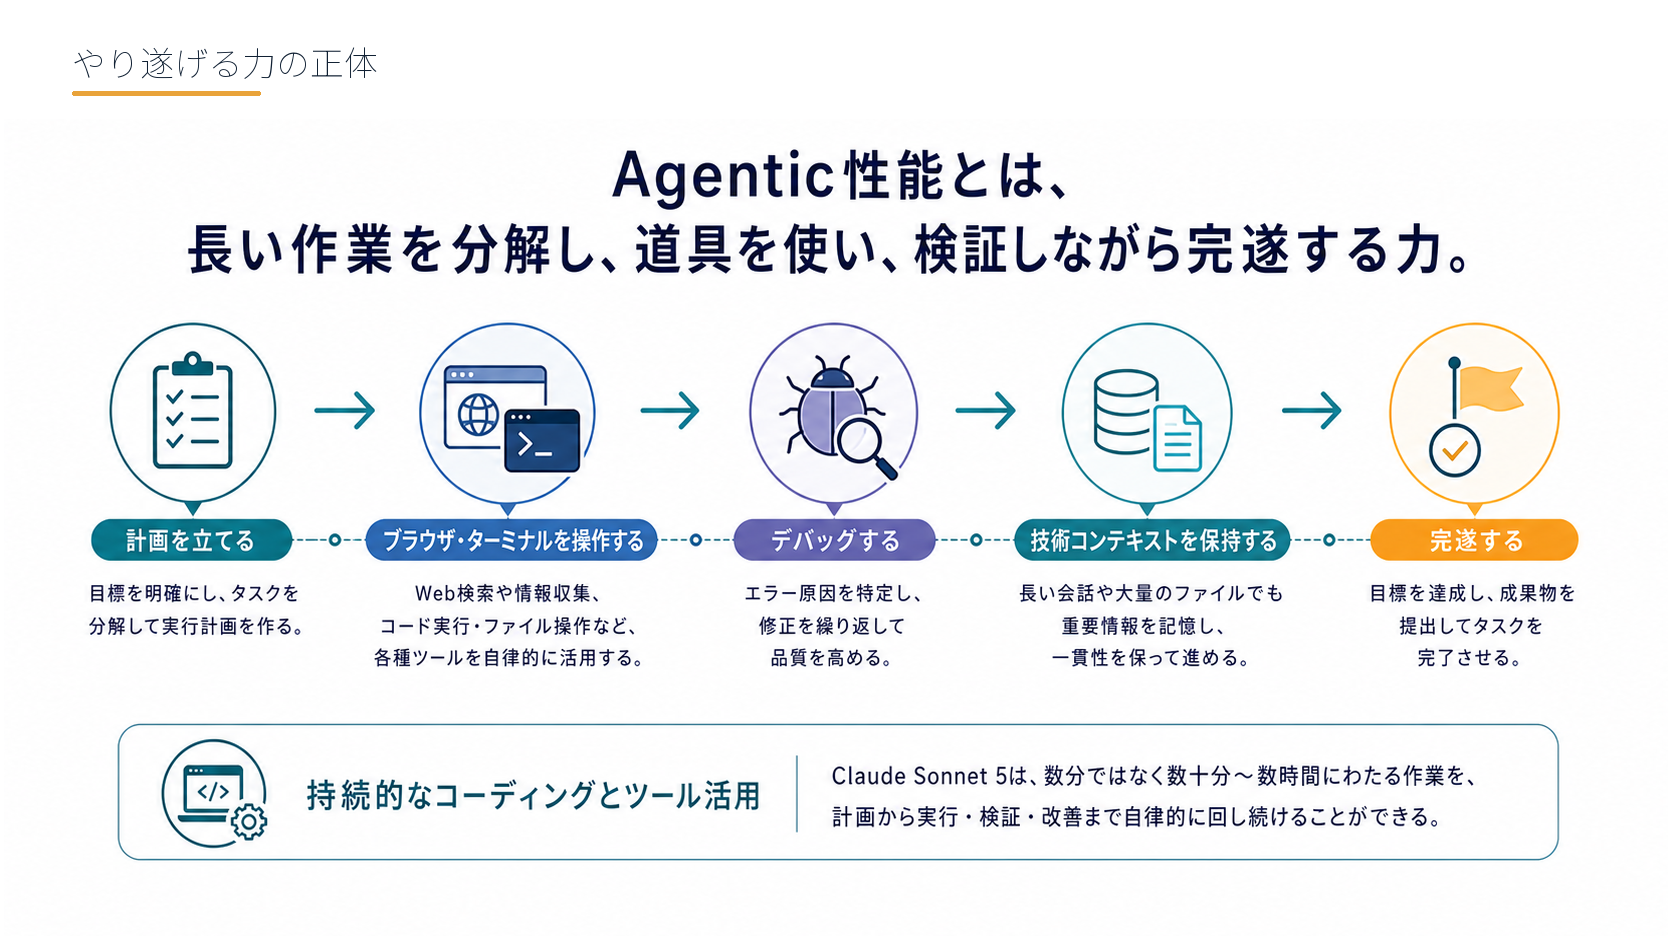 やり遂げる力の正体
Agentic性能とは、
長い作業を分解し、道具を使い、検証しながら完遂する力。
>_
計画を立てる
目標を明確にし、タスクを
分解して実行計画を作る。
ブラウザ・ターミナルを操作する
Web検索や情報収集、
コード実行・ファイル操作など、
各種ツールを自律的に活用する。
デバッグする
エラー原因を特定し、
修正を繰り返して
品質を高める。
技術コンテキストを保持する
長い会話や大量のファイルでも
重要情報を記憶し、
一貫性を保って進める。
完遂する
目標を達成し、成果物を
提出してタスクを
完了させる。
</>
持続的なコーディングとツール活用
Claude Sonnet 5は、数分ではなく数十分～数時間にわたる作業を、
計画から実行・検証・改善まで自律的に回し続けることができる。